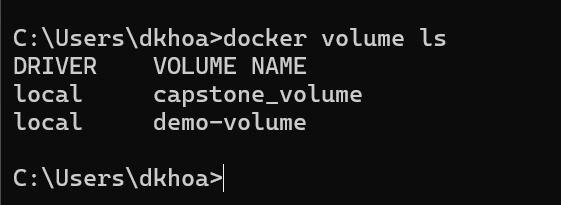 C:\Users\dkhoa>docker volume ls
DRIVER    VOLUME NAME
local     capstone_volume
local     demo-volume
C:\Users\dkhoa>